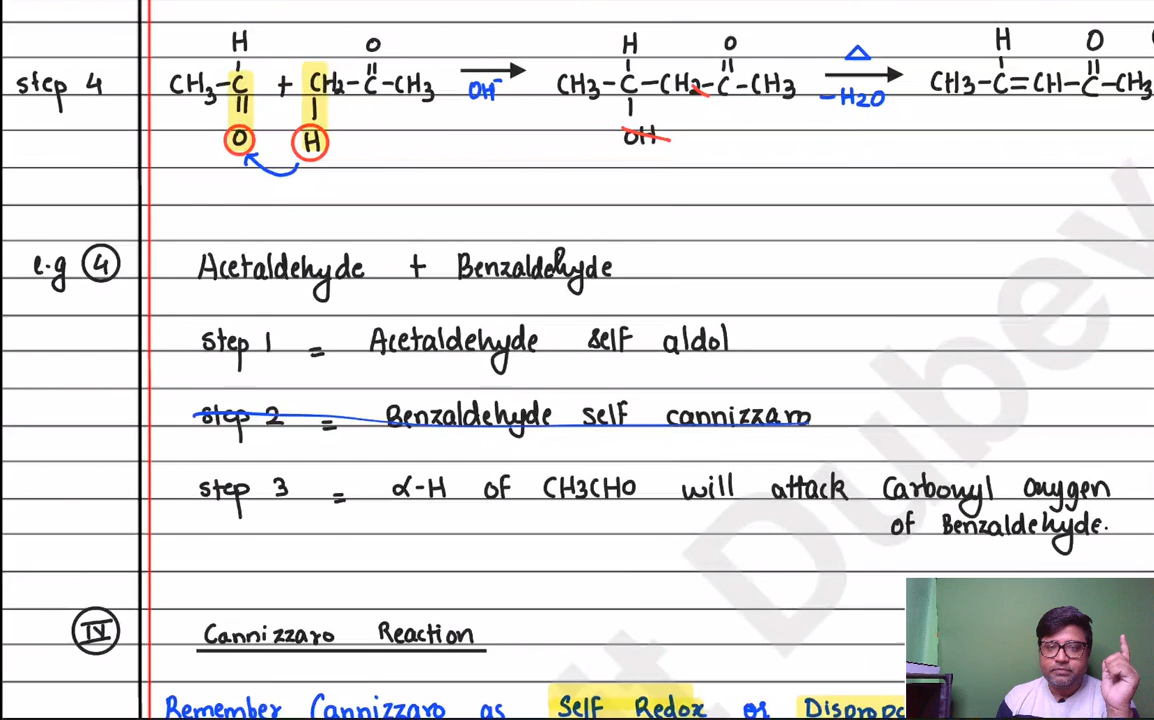 H O H O H O
step 4 CH3-C + CH2-C-CH3 OH⁻ CH3-C-CH2-C-CH3 Δ -H2O CH3-C=CH-C-CH3
O H OH
e.g 4 Acetaldehyde + Benzaldehyde
step 1 = Acetaldehyde self aldol
step 2 = Benzaldehyde self cannizzaro
step 3 = α-H of CH3CHO will attack Carbonyl oxygen
of Benzaldehyde.
IV Cannizzaro Reaction
Remember Cannizzaro as Self Redox or